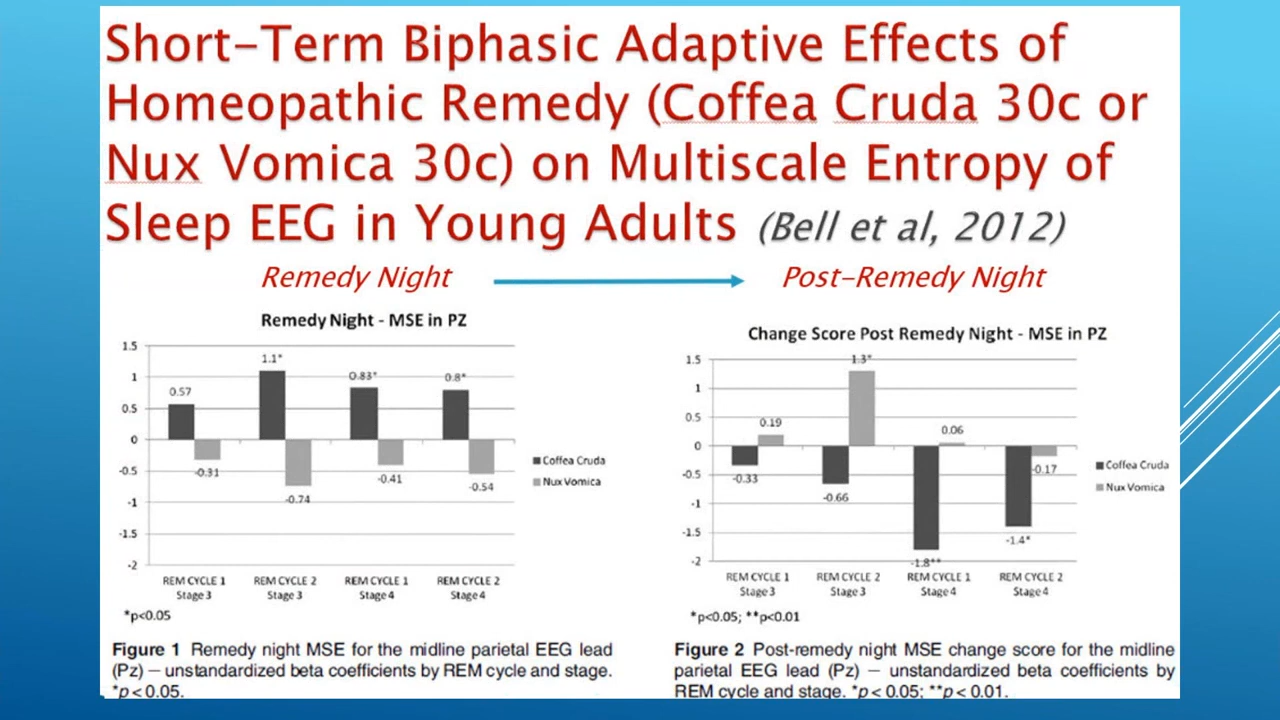 Short-Term Biphasic Adaptive Effects of
Homeopathic Remedy (Coffea Cruda 30c or
Nux Vomica 30c) on Multiscale Entropy of
Sleep EEG in Young Adults (Bell et al, 2012)
Remedy Night
Post-Remedy Night
Remedy Night - MSE in PZ
1.5
1
0.5
0
-0.5
-1
-1.5
-2
0.57
-0.31
1.1*
-0.74
0.83*
-0.41
0.8*
-0.54
Coffea Cruda
Nux Vomica
REM CYCLE 1
Stage 3
REM CYCLE 2
Stage 3
REM CYCLE 1
Stage 4
REM CYCLE 2
Stage 4
*p<0.05
Figure 1 Remedy night MSE for the midline parietal EEG lead
(Pz) — unstandardized beta coefficients by REM cycle and stage.
*p < 0.05.
Change Score Post Remedy Night - MSE in PZ
1.5
1
0.5
0
-0.5
-1
-1.5
-2
-0.33
0.19
-0.66
1.3*
-1.8**
0.06
-1.4*
-0.17
Coffea Cruda
Nux Vomica
REM CYCLE 1
Stage 3
REM CYCLE 2
Stage 3
REM CYCLE 1
Stage 4
REM CYCLE 2
Stage 4
*p<0.05; **p<0.01
Figure 2 Post-remedy night MSE change score for the midline
parietal EEG lead (Pz) — unstandardized beta coefficients by
REM cycle and stage. *p < 0.05; **p < 0.01.